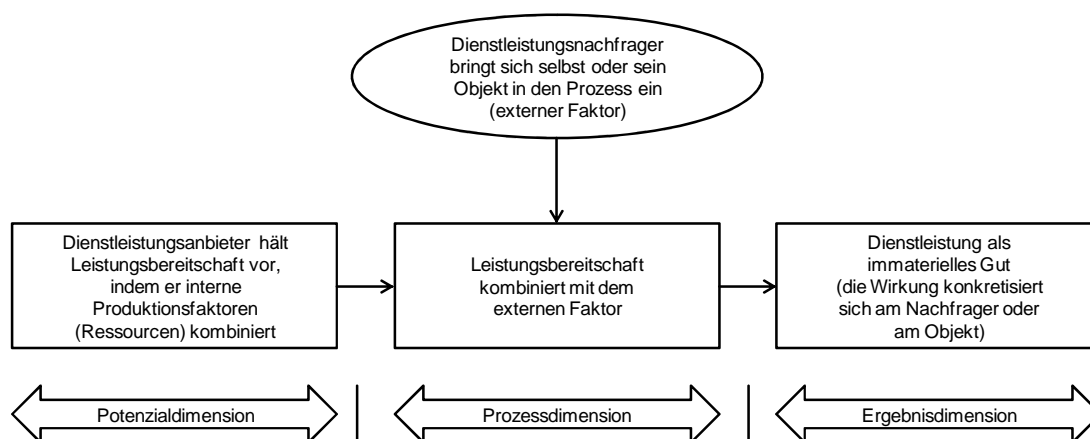 Dienstleistungsnachfrager
bringt sich selbst oder sein
Objekt in den Prozess ein
(externer Faktor)
Dienstleistungsanbieter hält
Leistungsbereitschaft vor,
indem er interne
Produktionsfaktoren
(Ressourcen) kombiniert
Leistungsbereitschaft
kombiniert mit dem
externen Faktor
Dienstleistung als
immaterielles Gut
(die Wirkung konkretisiert
sich am Nachfrager oder
am Objekt)
Potenzialdimension
Prozessdimension
Ergebnisdimension